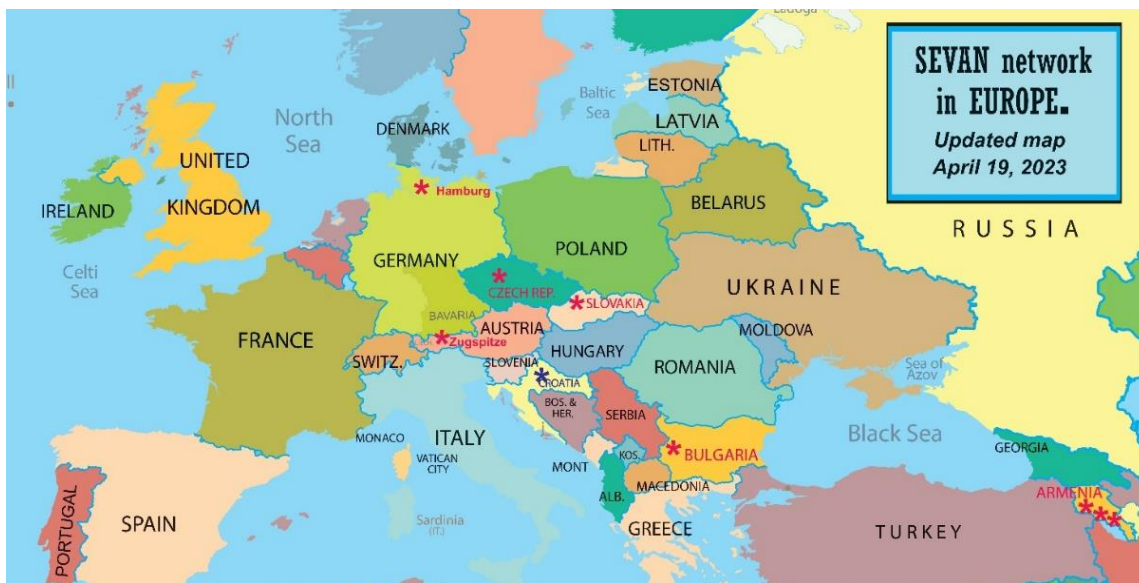 Ladoga
SEVAN network
in EUROPE.
Updated map
April 19, 2023
ll
North
Sea
Baltic
Sea
ESTONIA
LATVIA
LITH.
DENMARK
UNITED
KINGDOM
IRELAND
* Hamburg
BELARUS
RUSSIA
Celti
Sea
GERMANY
POLAND
*
CZECH REP.
* SLOVAKIA
UKRAINE
BAVARIA
AUSTRIA
MOLDOVA
FRANCE
* Zugspitze
SWITZ.
HUNGARY
SLOVENIA
ROMANIA
Sea of
Azov
*
CROATIA
BOS. &
HER.
SERBIA
Black Sea
MONACO
ITALY
VATICAN
CITY
MONT
KOS.
* BULGARIA
GEORGIA
MACEDONIA
ALB.
ARMENIA
* * *
PORTUGAL
SPAIN
Sardinia
(IT.)
GREECE
TURKEY